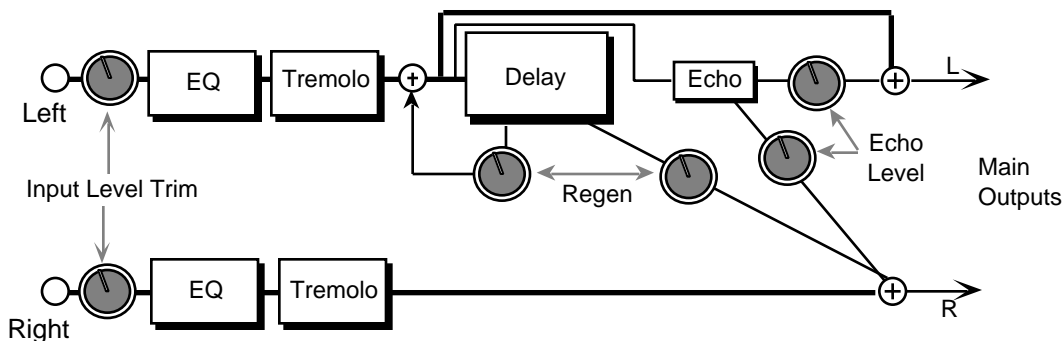 Left
EQ
Tremolo
+
Delay
Echo
+
L
Echo
Level
Main
Outputs
Input Level Trim
Regen
Right
EQ
Tremolo
+
R